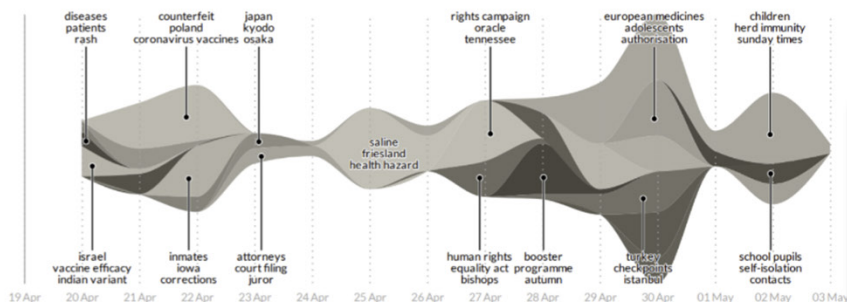 diseases
patients
rash
counterfeit
poland
coronavirus vaccines
japan
kyodo
osaka
rights campaign
oracle
tennessee
european medicines
adolescents
authorisation
children
herd immunity
sunday times
saline
friesland
health hazard
israel
vaccine efficacy
indian variant
inmates
iowa
corrections
attorneys
court filing
juror
human rights
equality act
bishops
booster
programme
autumn
turkey
checkpoints
istanbul
school pupils
self-isolation
contacts
19 Apr 20 Apr 21 Apr 22 Apr 23 Apr 24 Apr 25 Apr 26 Apr 27 Apr 28 Apr 29 Apr 30 Apr 01 May 02 May 03 May